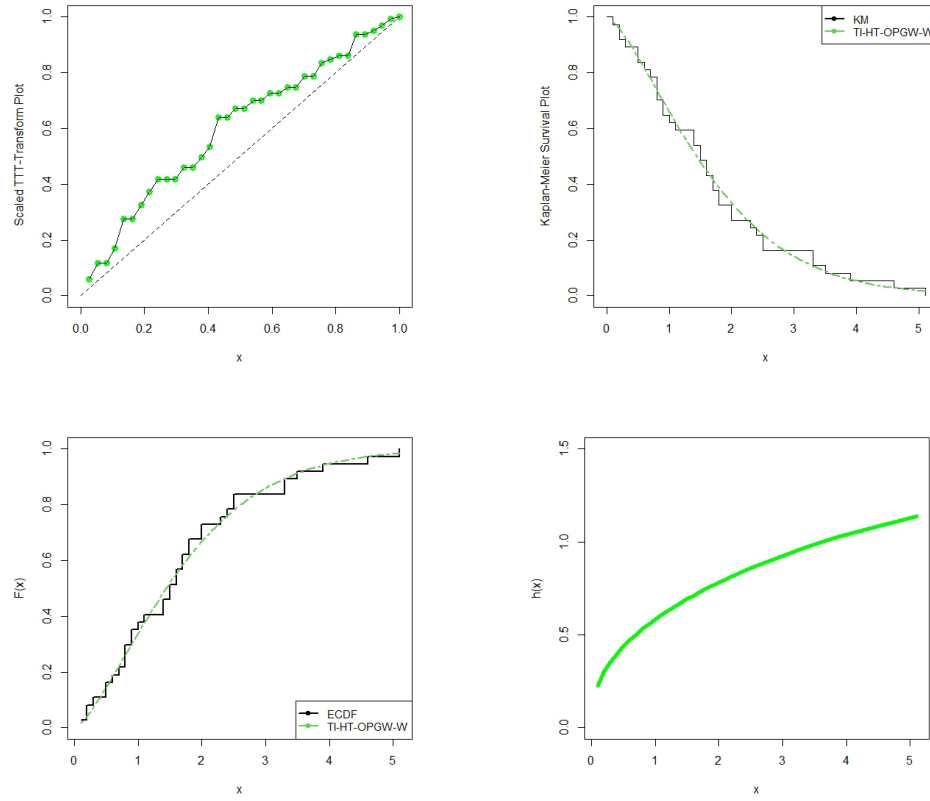 Scaled TTT-Transform Plot
0.0 0.2 0.4 0.6 0.8 1.0
0.0 0.2 0.4 0.6 0.8 1.0
x
Kaplan-Meier Survival Plot
0.0 0.2 0.4 0.6 0.8 1.0
KM
TI-HT-OPGW-W
0 1 2 3 4 5
x
F(x)
0.0 0.2 0.4 0.6 0.8 1.0
ECDF
TI-HT-OPGW-W
0 1 2 3 4 5
x
h(x)
0.0 0.5 1.0 1.5
0 1 2 3 4 5
x